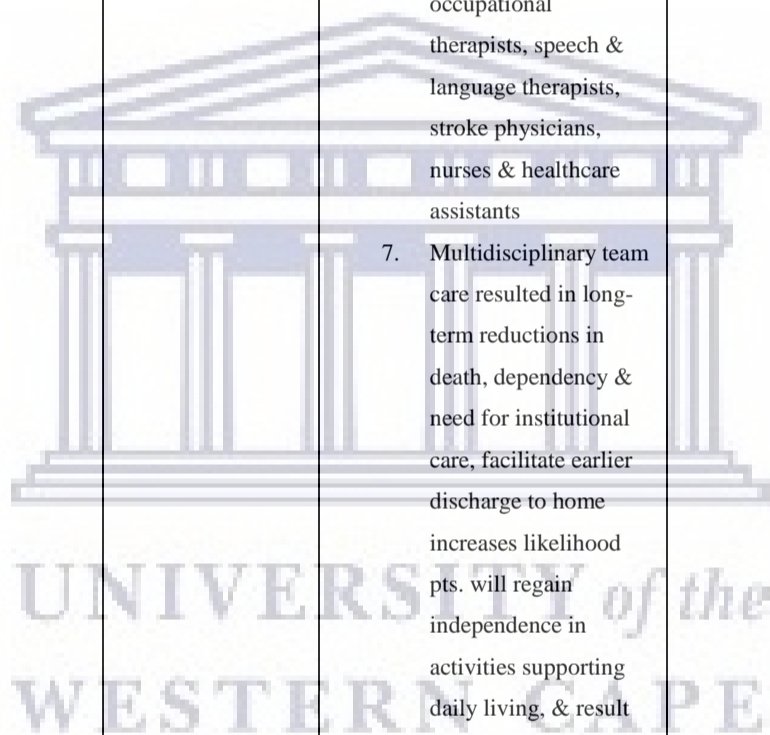 occupational
therapists, speech &
language therapists,
stroke physicians,
nurses & healthcare
assistants
7. Multidisciplinary team
care resulted in long-
term reductions in
death, dependency &
need for institutional
care, facilitate earlier
discharge to home
increases likelihood
pts. will regain
independence in
activities supporting
daily living, & result
UNIVERSITY of the
WESTERN CAPE